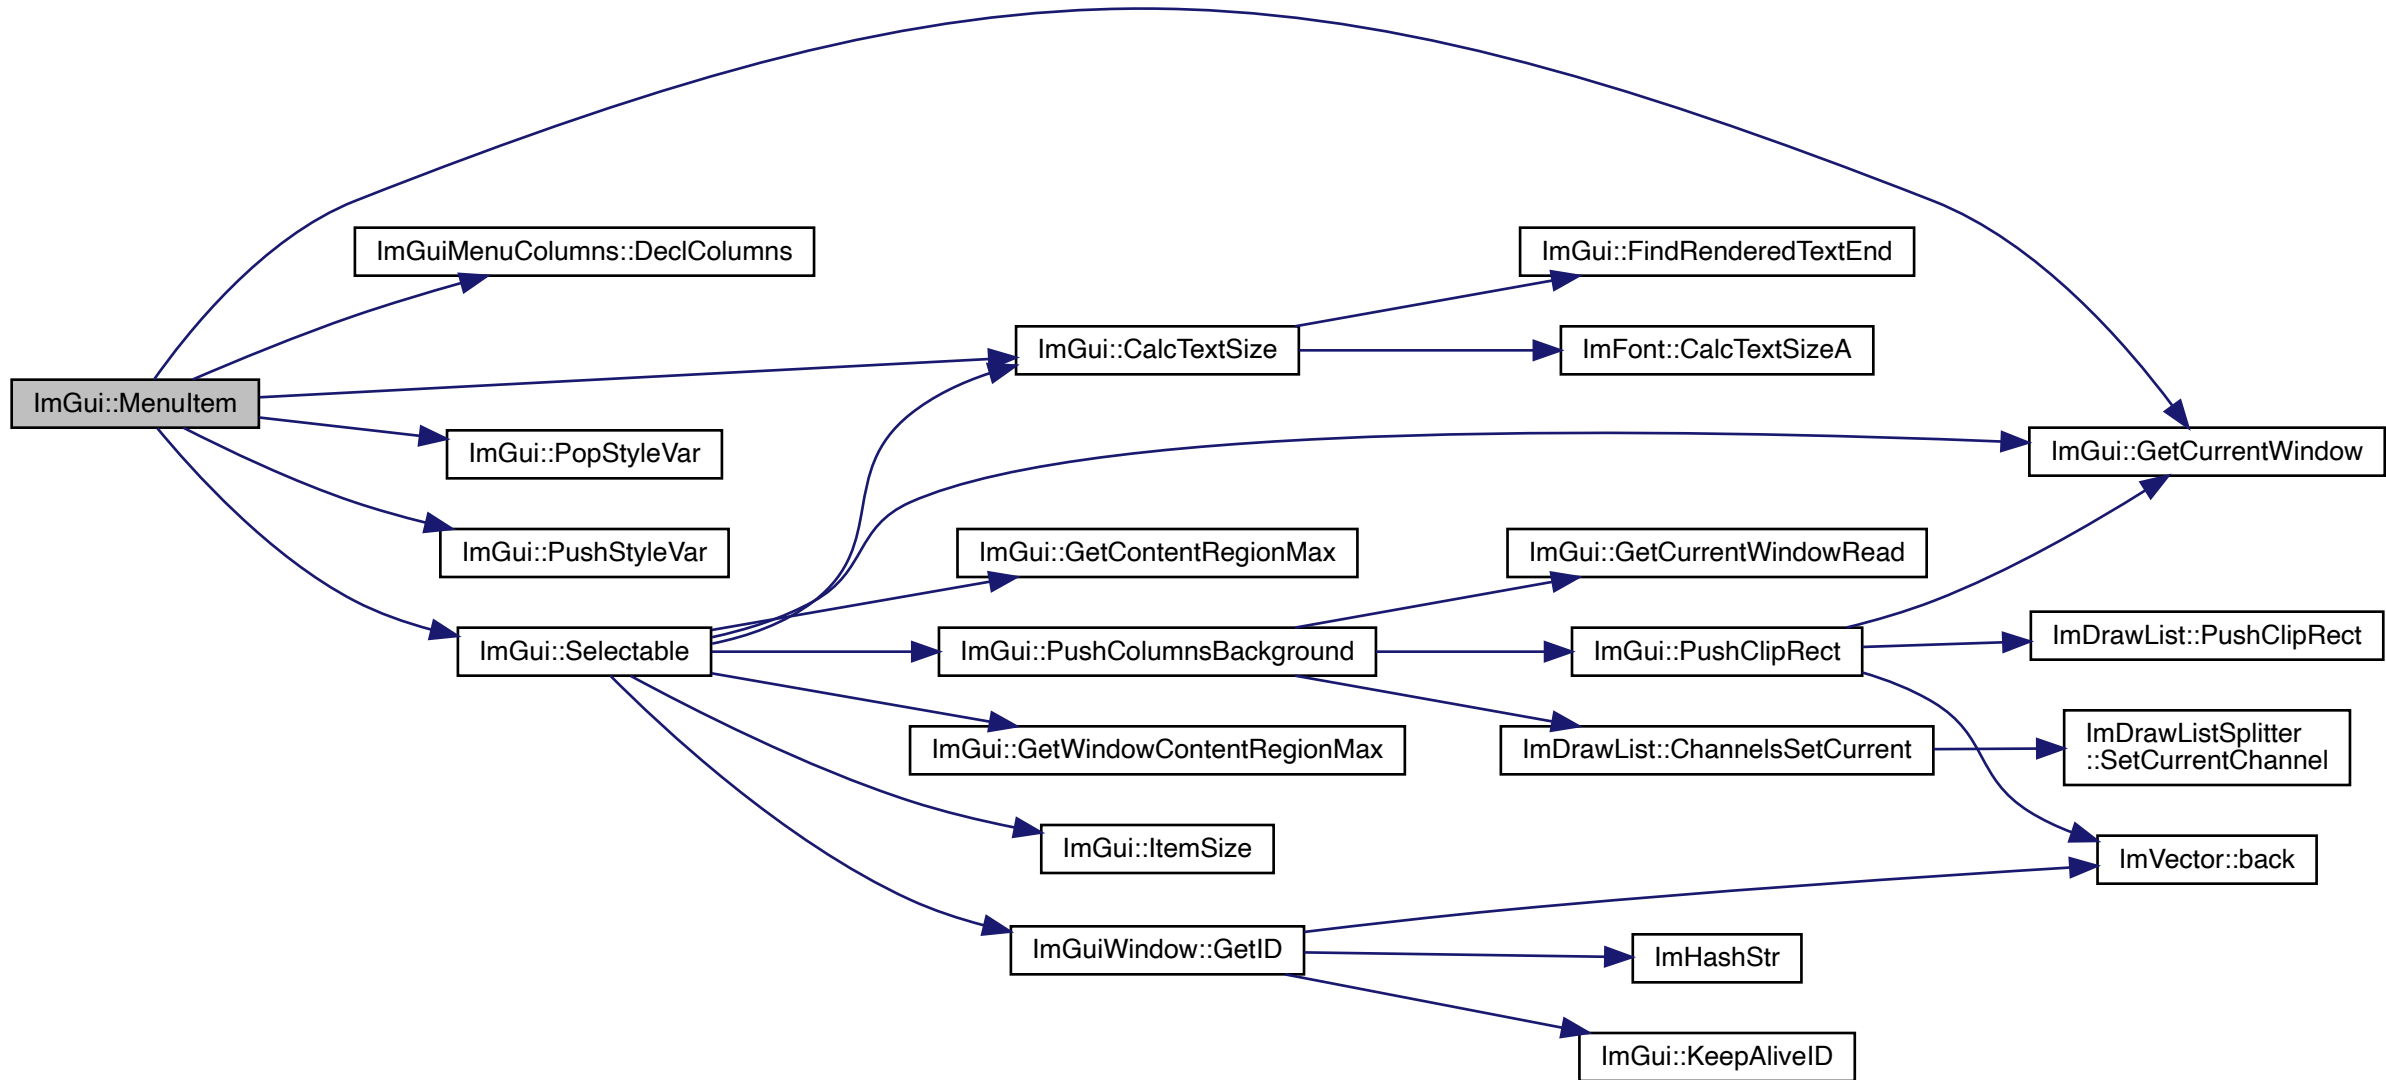 ImGuiMenuColumns::DeclColumns
ImGui::FindRenderedTextEnd
ImGui::CalcTextSize
ImFont::CalcTextSizeA
ImGui::MenuItem
ImGui::PopStyleVar
ImGui::GetCurrentWindow
ImGui::PushStyleVar
ImGui::GetContentRegionMax
ImGui::GetCurrentWindowRead
ImGui::Selectable
ImGui::PushColumnsBackground
ImGui::PushClipRect
ImDrawList::PushClipRect
ImGui::GetWindowContentRegionMax
ImDrawList::ChannelsSetCurrent
ImDrawListSplitter
::SetCurrentChannel
ImGui::ItemSize
ImVector::back
ImGuiWindow::GetID
ImHashStr
ImGui::KeepAliveID